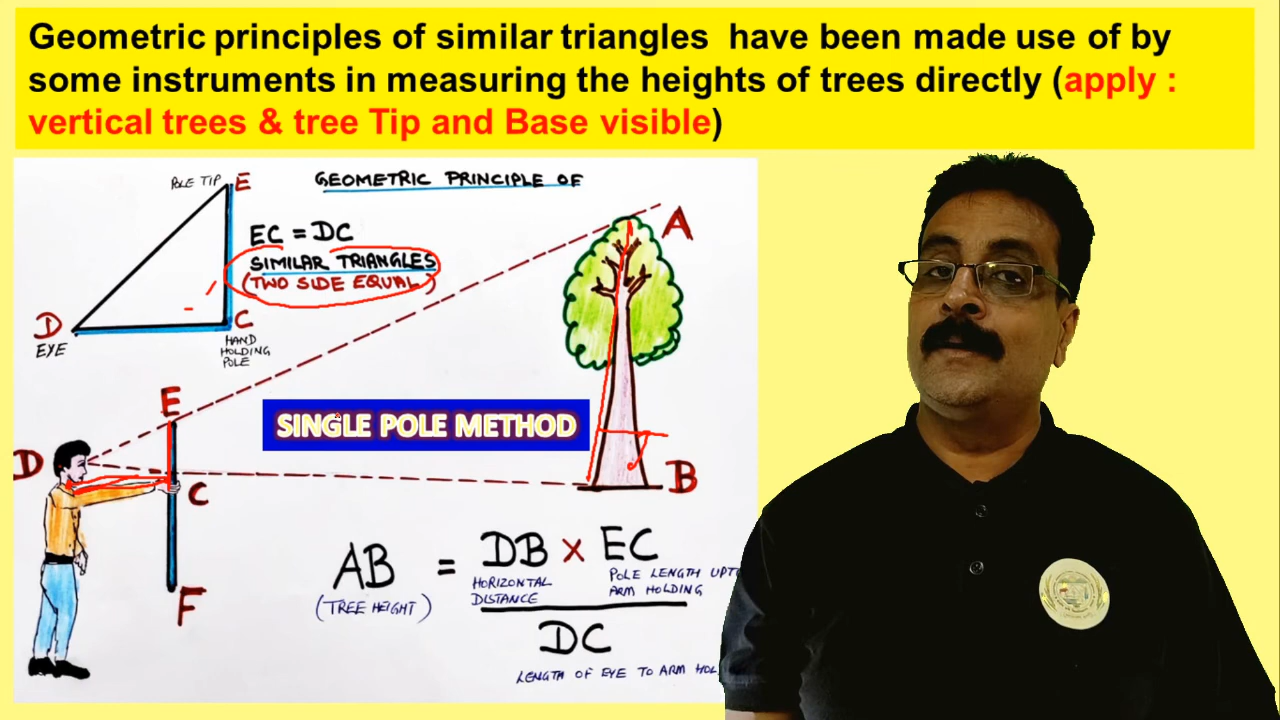 Geometric principles of similar triangles have been made use of by
some instruments in measuring the heights of trees directly (apply :
vertical trees & tree Tip and Base visible)
POLE TIP E
GEOMETRIC PRINCIPLE OF
EC = DC
SIMILAR TRIANGLES
(TWO SIDE EQUAL)
D
EYE
C
HAND
HOLDING
POLE
A
E
SINGLE POLE METHOD
D
C
B
F
AB = DB × EC
(TREE HEIGHT)
HORIZONTAL
DISTANCE
POLE LENGTH UPTO
ARM HOLDING
DC
LENGTH OF EYE TO ARM HOL